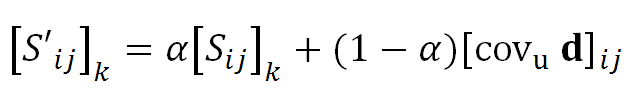 [S′ᵢⱼ]ₖ = α[Sᵢⱼ]ₖ + (1 − α)[covᵤ **d**]ᵢⱼ